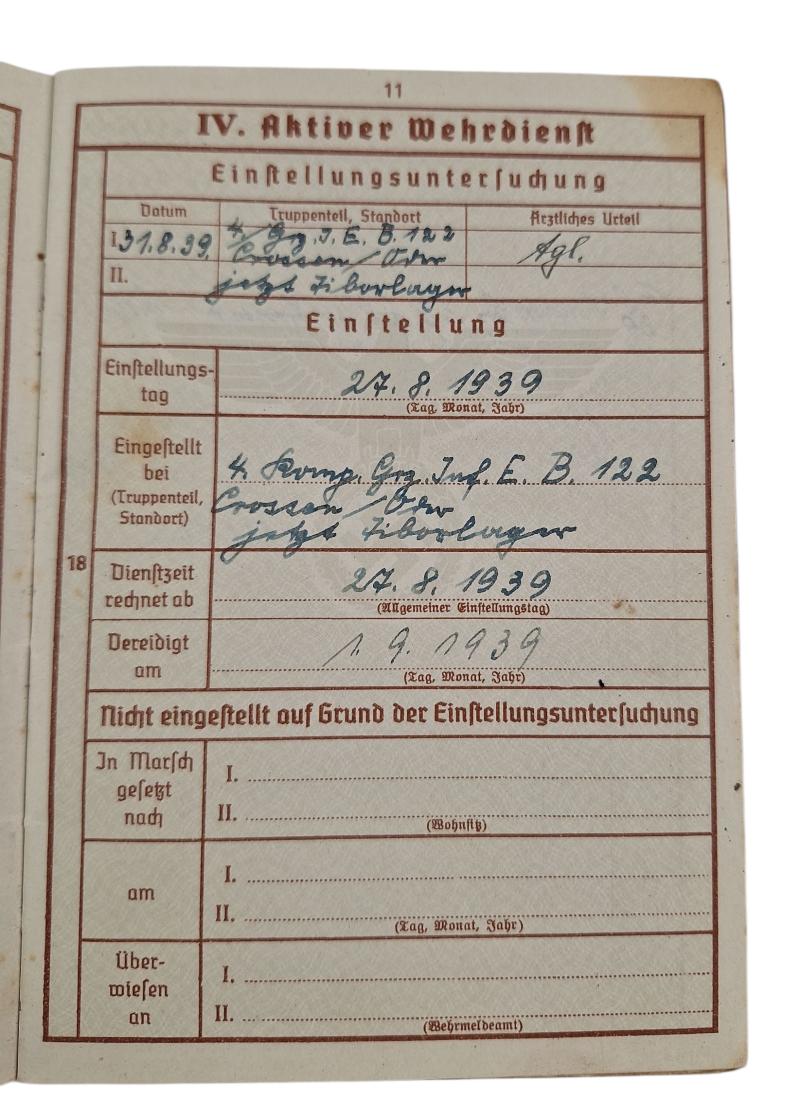 11
IV. Aktiver Wehrdienst
Einstellungsuntersuchung
Datum Truppenteil, Standort Ärztliches Urteil
I. 31.8.39. 4./ Grz. I. E. B. 122 Tgl.
Crossen / Oder
II. jetzt Tiborlager
Einstellung
Einstellungs-
tag
27. 8. 1939
(Tag, Monat, Jahr)
Eingestellt
bei
(Truppenteil,
Standort)
4. Komp. Grz. Inf. E. B. 122
Crossen / Oder
jetzt Tiborlager
18
Dienstzeit
rechnet ab
27. 8. 1939
(Allgemeiner Einstellungstag)
Vereidigt
am
1. 9. 1939
(Tag, Monat, Jahr)
Nicht eingestellt auf Grund der Einstellungsuntersuchung
In Marsch
gesetzt
nach
I.
II.
(Wohnsitz)
am
I.
II.
(Tag, Monat, Jahr)
Über-
wiesen
an
I.
II.
(Wehrmeldeamt)